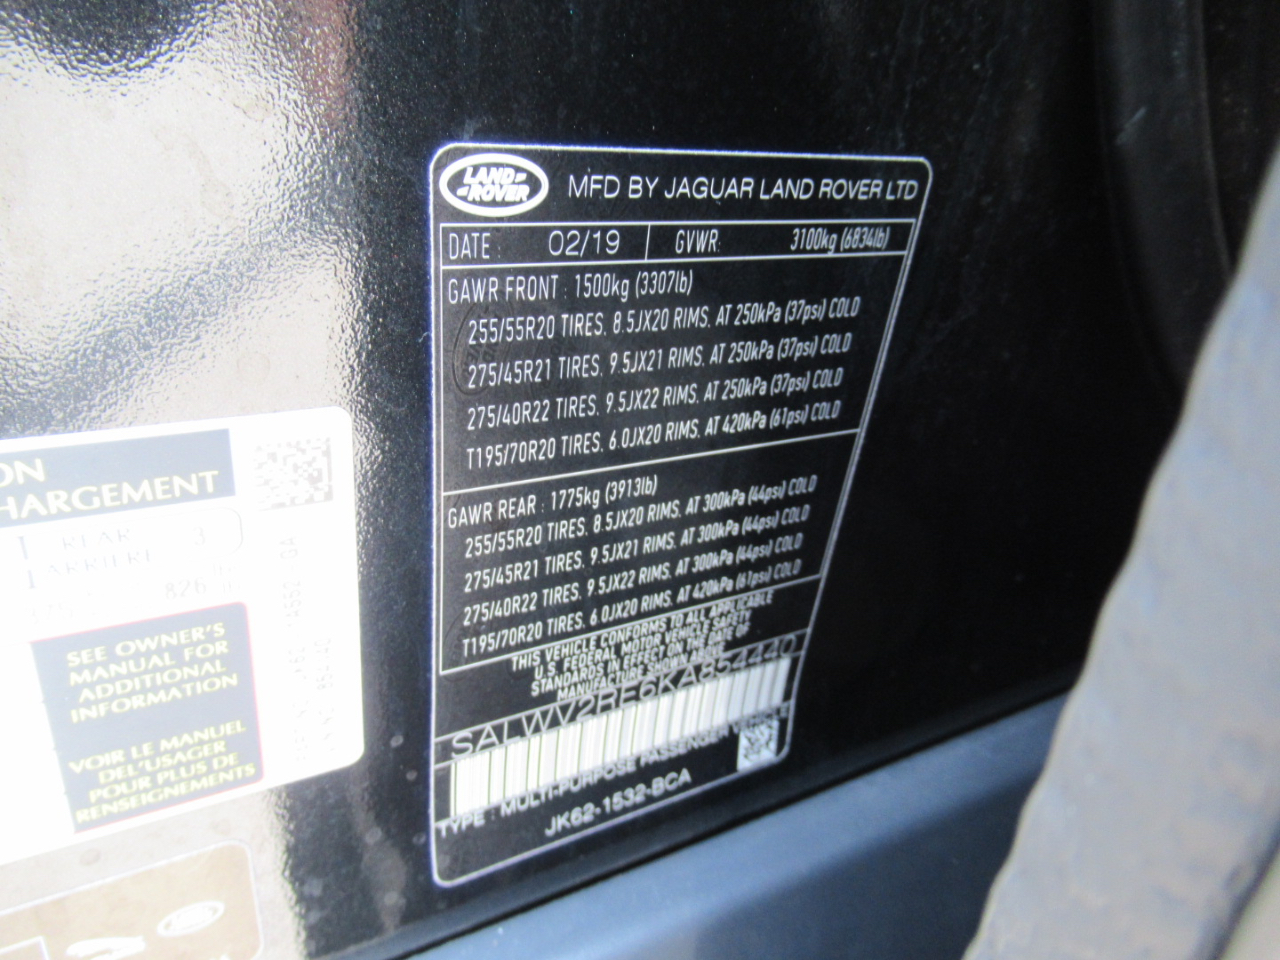 LAND ROVER
MFD BY JAGUAR LAND ROVER LTD
DATE : 02/19 GVWR: 3100kg (6834lb)
GAWR FRONT : 1500kg (3307lb)
255/55R20 TIRES, 8.5JX20 RIMS, AT 250kPa (37psi) COLD
275/45R21 TIRES, 9.5JX21 RIMS, AT 250kPa (37psi) COLD
275/40R22 TIRES, 9.5JX22 RIMS, AT 250kPa (37psi) COLD
T195/70R20 TIRES, 6.0JX20 RIMS, AT 420kPa (61psi) COLD
GAWR REAR : 1775kg (3913lb)
255/55R20 TIRES, 8.5JX20 RIMS, AT 300kPa (44psi) COLD
275/45R21 TIRES, 9.5JX21 RIMS, AT 300kPa (44psi) COLD
275/40R22 TIRES, 9.5JX22 RIMS, AT 300kPa (44psi) COLD
T195/70R20 TIRES, 6.0JX20 RIMS, AT 420kPa (61psi) COLD
THIS VEHICLE CONFORMS TO ALL APPLICABLE
U.S. FEDERAL MOTOR VEHICLE SAFETY
STANDARDS IN EFFECT ON THE DATE OF
MANUFACTURE SHOWN ABOVE
SALWV2RE6KA854440
TYPE : MULTI-PURPOSE PASSENGER VEHICLE
JK62-1532-BCA
ON
HARGEMENT
REAR 3
ARRIERE
826
SEE OWNER'S
MANUAL FOR
ADDITIONAL
INFORMATION
VOIR LE MANUEL
DEL'USAGER
POUR PLUS DE
RENSEIGNEMENTS